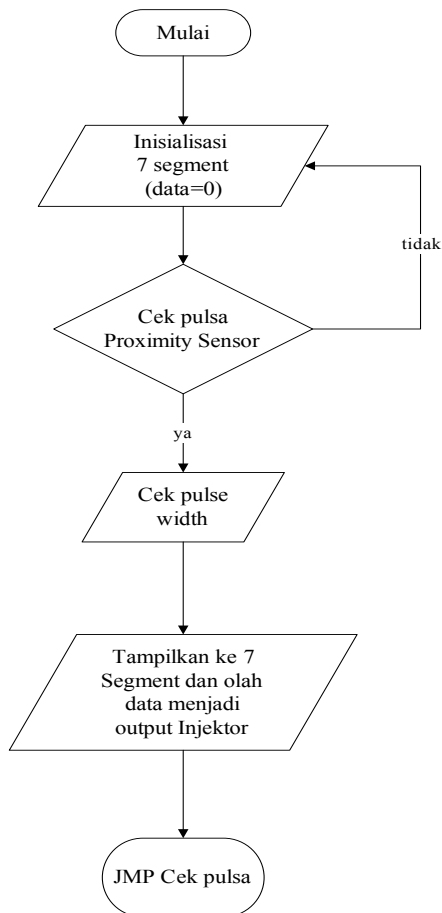 Mulai
Inisialisasi
7 segment
(data=0)
tidak
Cek pulsa
Proximity Sensor
ya
Cek pulse
width
Tampilkan ke 7
Segment dan olah
data menjadi
output Injektor
JMP Cek pulsa